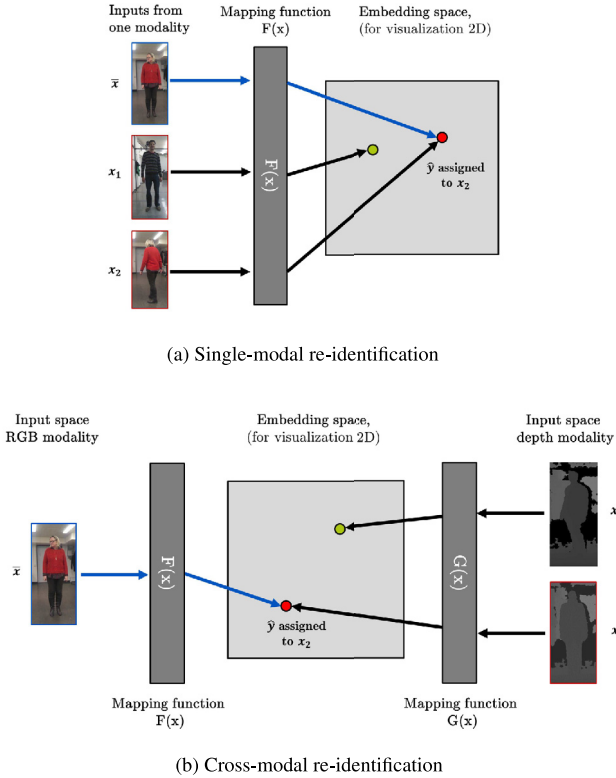 Inputs from
one modality
Mapping function
F(x)
Embedding space,
(for visualization 2D)
x̅
x₁
x₂
F(x)
ŷ assigned
to x₂
(a) Single-modal re-identification
Input space
RGB modality
Embedding space,
(for visualization 2D)
Input space
depth modality
x̅
F(x)
G(x)
x
x
ŷ assigned
to x₂
Mapping function
F(x)
Mapping function
G(x)
(b) Cross-modal re-identification